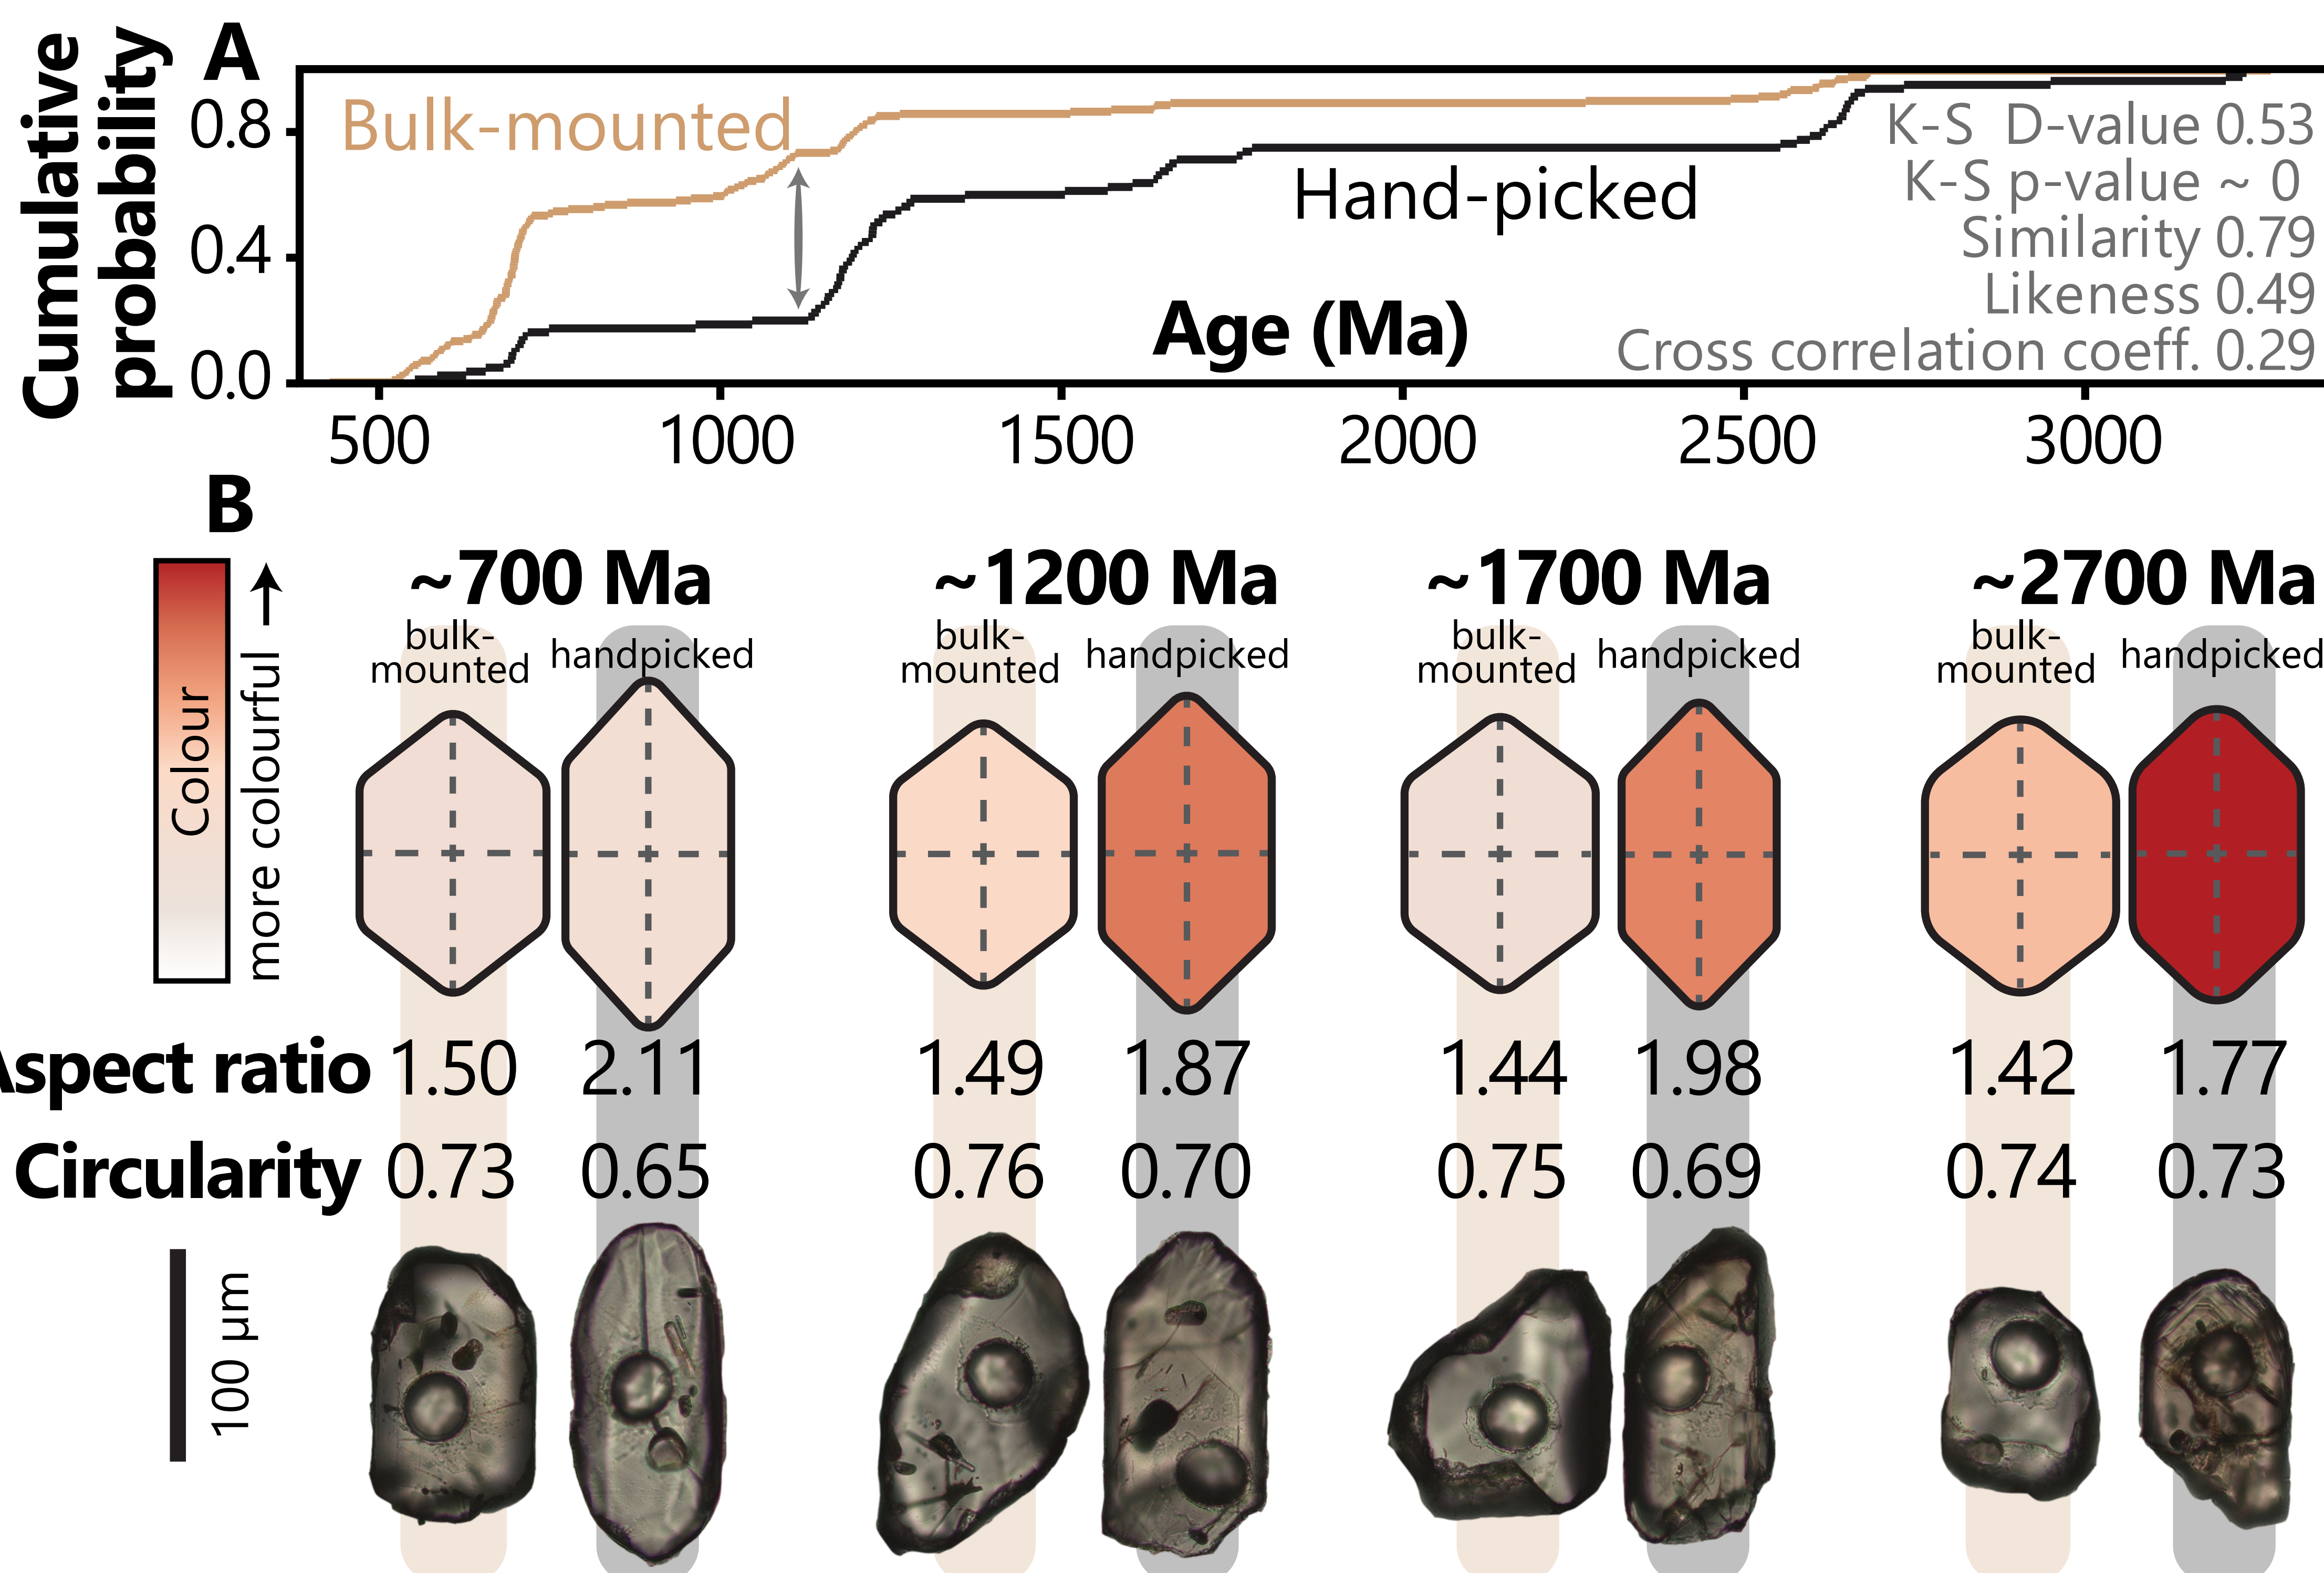 A
Cumulative
probability
0.8
0.4
0.0
Bulk-mounted
Hand-picked
K-S D-value 0.53
K-S p-value ~ 0
Similarity 0.79
Likeness 0.49
Cross correlation coeff. 0.29
Age (Ma)
500 1000 1500 2000 2500 3000
B
Colour
more colourful
~700 Ma ~1200 Ma ~1700 Ma ~2700 Ma
bulk-mounted handpicked bulk-mounted handpicked bulk-mounted handpicked bulk-mounted handpicked
Aspect ratio 1.50 2.11 1.49 1.87 1.44 1.98 1.42 1.77
Circularity 0.73 0.65 0.76 0.70 0.75 0.69 0.74 0.73
100 µm